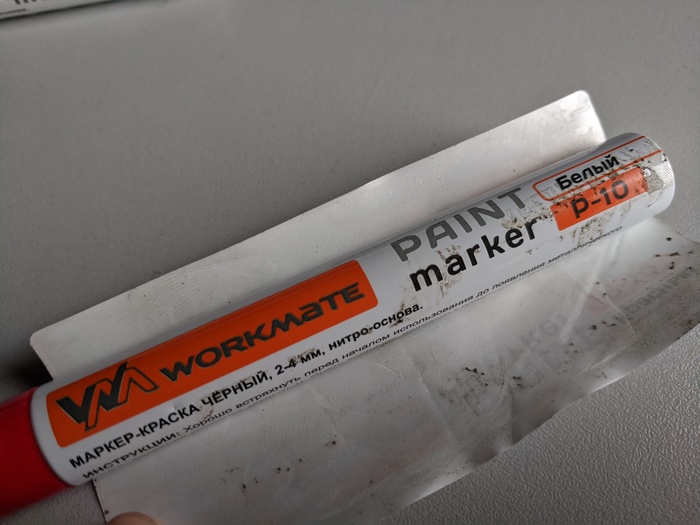 WORKMATE
PAINT
marker
Белый
P-10
МАРКЕР-КРАСКА ЧЕРНЫЙ, 2-4 мм, нитро-основа.
ИНСТРУКЦИИ: Хорошо встряхнуть перед началом использования до появления металлического